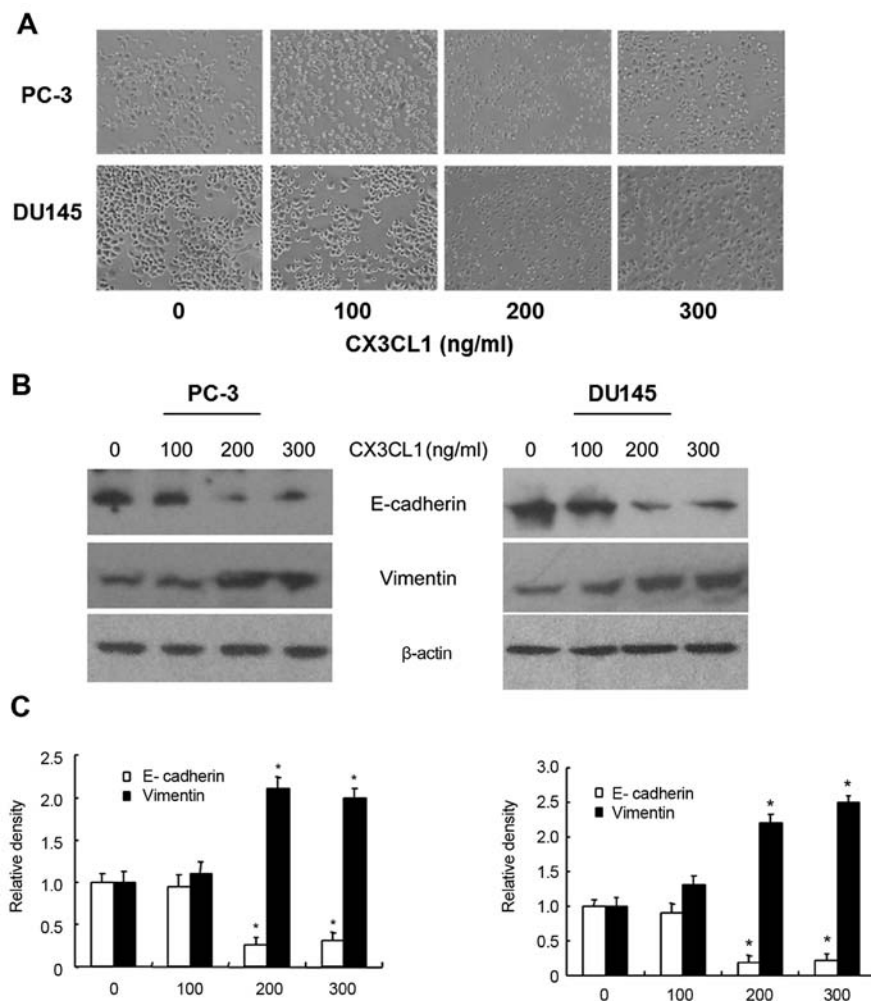 A
PC-3
DU145
0 100 200 300
CX3CL1 (ng/ml)
B
PC-3 DU145
0 100 200 300 CX3CL1(ng/ml) 0 100 200 300
E-cadherin
Vimentin
β-actin
C
Relative density
2.5
2.0
1.5
1.0
0.5
0
E- cadherin
Vimentin
* * * *
0 100 200 300
Relative density
3.0
2.5
2.0
1.5
1.0
0.5
0
E- cadherin
Vimentin
* * * *
0 100 200 300